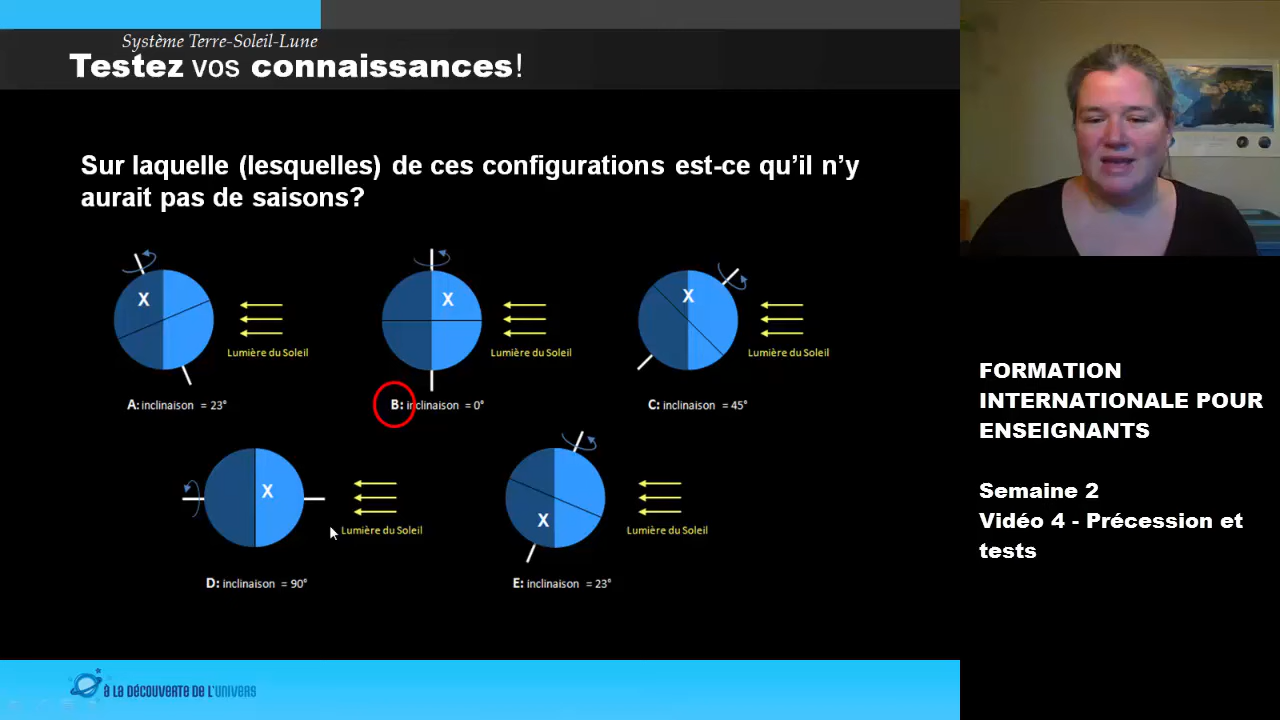 Système Terre-Soleil-Lune
Testez vos connaissances!
Sur laquelle (lesquelles) de ces configurations est-ce qu'il n'y
aurait pas de saisons?
X
Lumière du Soleil
A: inclinaison = 23°
X
Lumière du Soleil
B: inclinaison = 0°
X
Lumière du Soleil
C: inclinaison = 45°
X
Lumière du Soleil
D: inclinaison = 90°
X
Lumière du Soleil
E: inclinaison = 23°
FORMATION
INTERNATIONALE POUR
ENSEIGNANTS
Semaine 2
Vidéo 4 - Précession et
tests
À LA DÉCOUVERTE DE L'UNIVERS